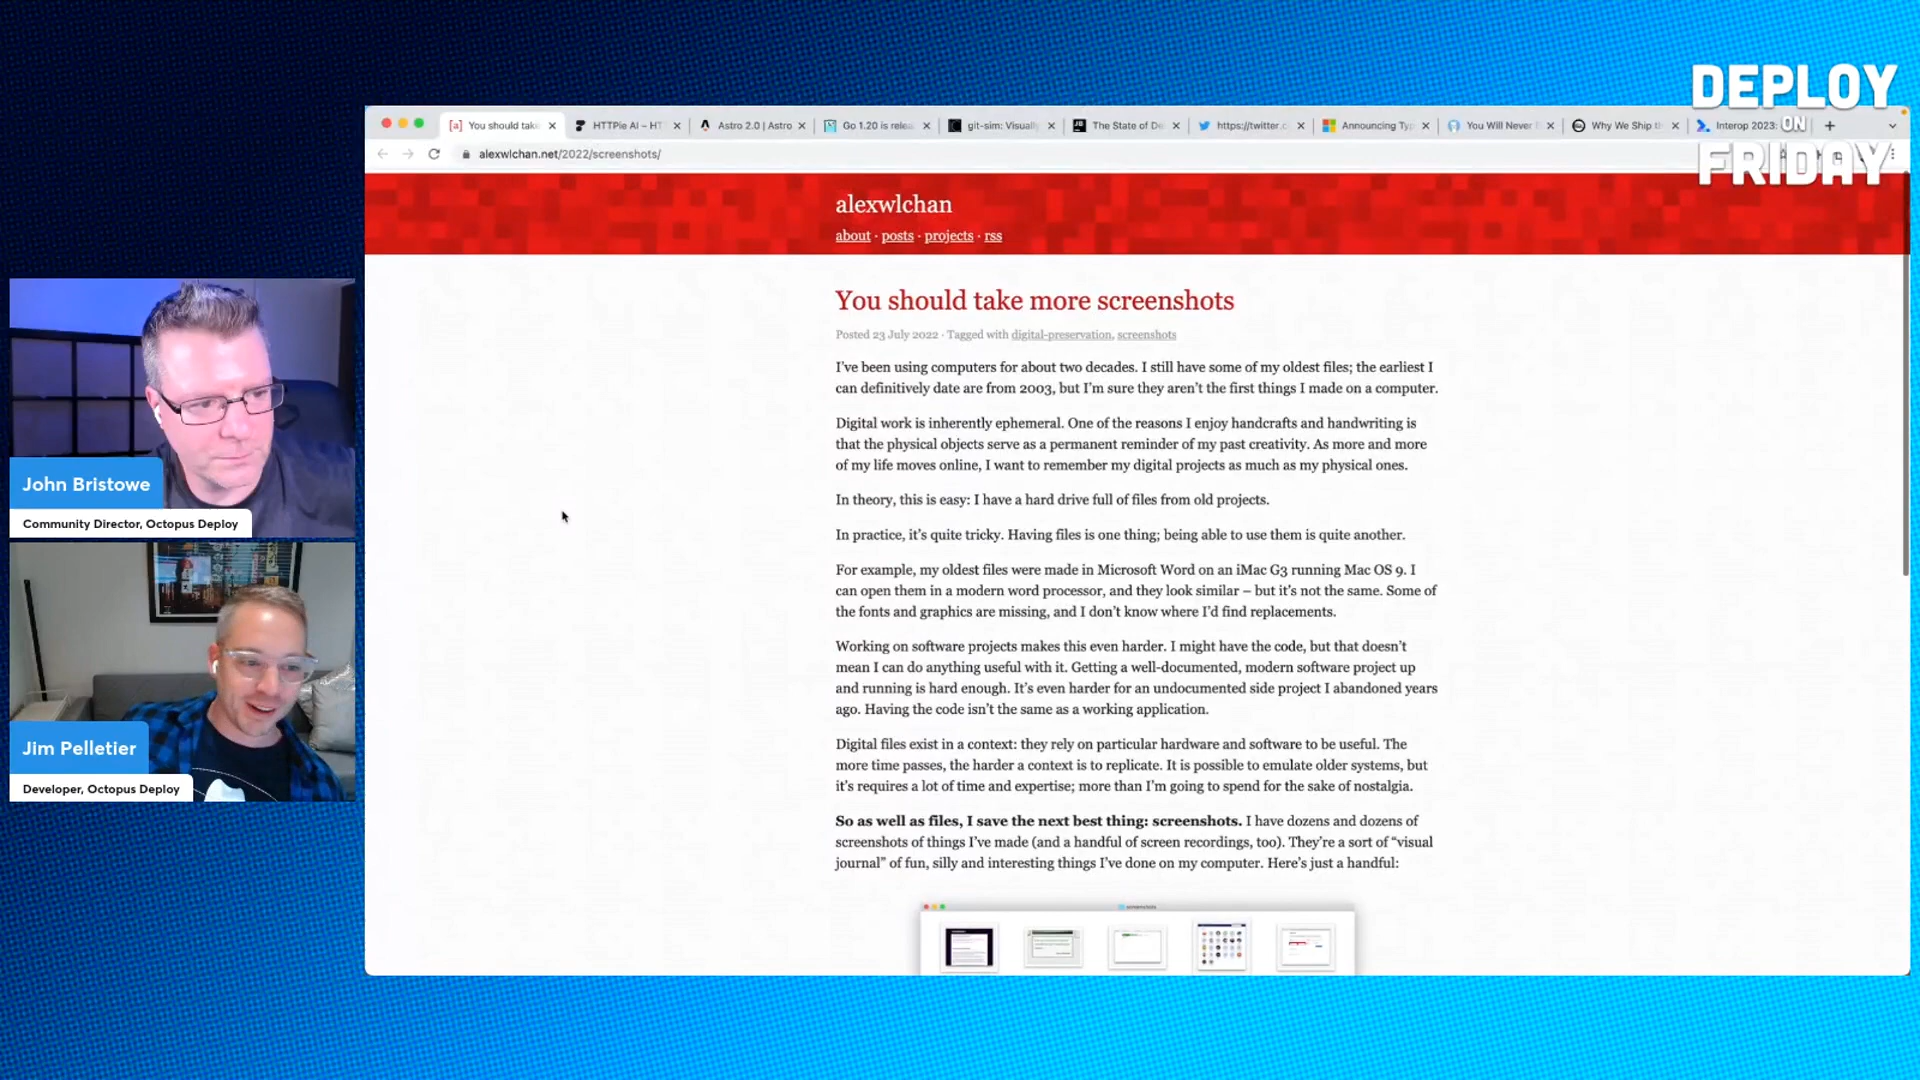 DEPLOY
ON
FRIDAY
[a] You should take
HTTPie AI – HT
Astro 2.0 | Astro
Go 1.20 is relea
git-sim: Visually
The State of De
https://twitter.c
Announcing Typ
You Will Never
Why We Ship th
Interop 2023:
alexwlchan.net/2022/screenshots/
alexwlchan
about · posts · projects · rss
You should take more screenshots
Posted 23 July 2022 · Tagged with digital-preservation, screenshots
I’ve been using computers for about two decades. I still have some of my oldest files; the earliest I
can definitively date are from 2003, but I’m sure they aren’t the first things I made on a computer.
Digital work is inherently ephemeral. One of the reasons I enjoy handcrafts and handwriting is
that the physical objects serve as a permanent reminder of my past creativity. As more and more
of my life moves online, I want to remember my digital projects as much as my physical ones.
In theory, this is easy: I have a hard drive full of files from old projects.
In practice, it’s quite tricky. Having files is one thing; being able to use them is quite another.
For example, my oldest files were made in Microsoft Word on an iMac G3 running Mac OS 9. I
can open them in a modern word processor, and they look similar – but it’s not the same. Some of
the fonts and graphics are missing, and I don’t know where I’d find replacements.
Working on software projects makes this even harder. I might have the code, but that doesn’t
mean I can do anything useful with it. Getting a well-documented, modern software project up
and running is hard enough. It’s even harder for an undocumented side project I abandoned years
ago. Having the code isn’t the same as a working application.
Digital files exist in a context: they rely on particular hardware and software to be useful. The
more time passes, the harder a context is to replicate. It is possible to emulate older systems, but
it’s requires a lot of time and expertise; more than I’m going to spend for the sake of nostalgia.
So as well as files, I save the next best thing: screenshots. I have dozens and dozens of
screenshots of things I’ve made (and a handful of screen recordings, too). They’re a sort of “visual
journal” of fun, silly and interesting things I’ve done on my computer. Here’s just a handful:
screenshots
John Bristowe
Community Director, Octopus Deploy
Jim Pelletier
Developer, Octopus Deploy